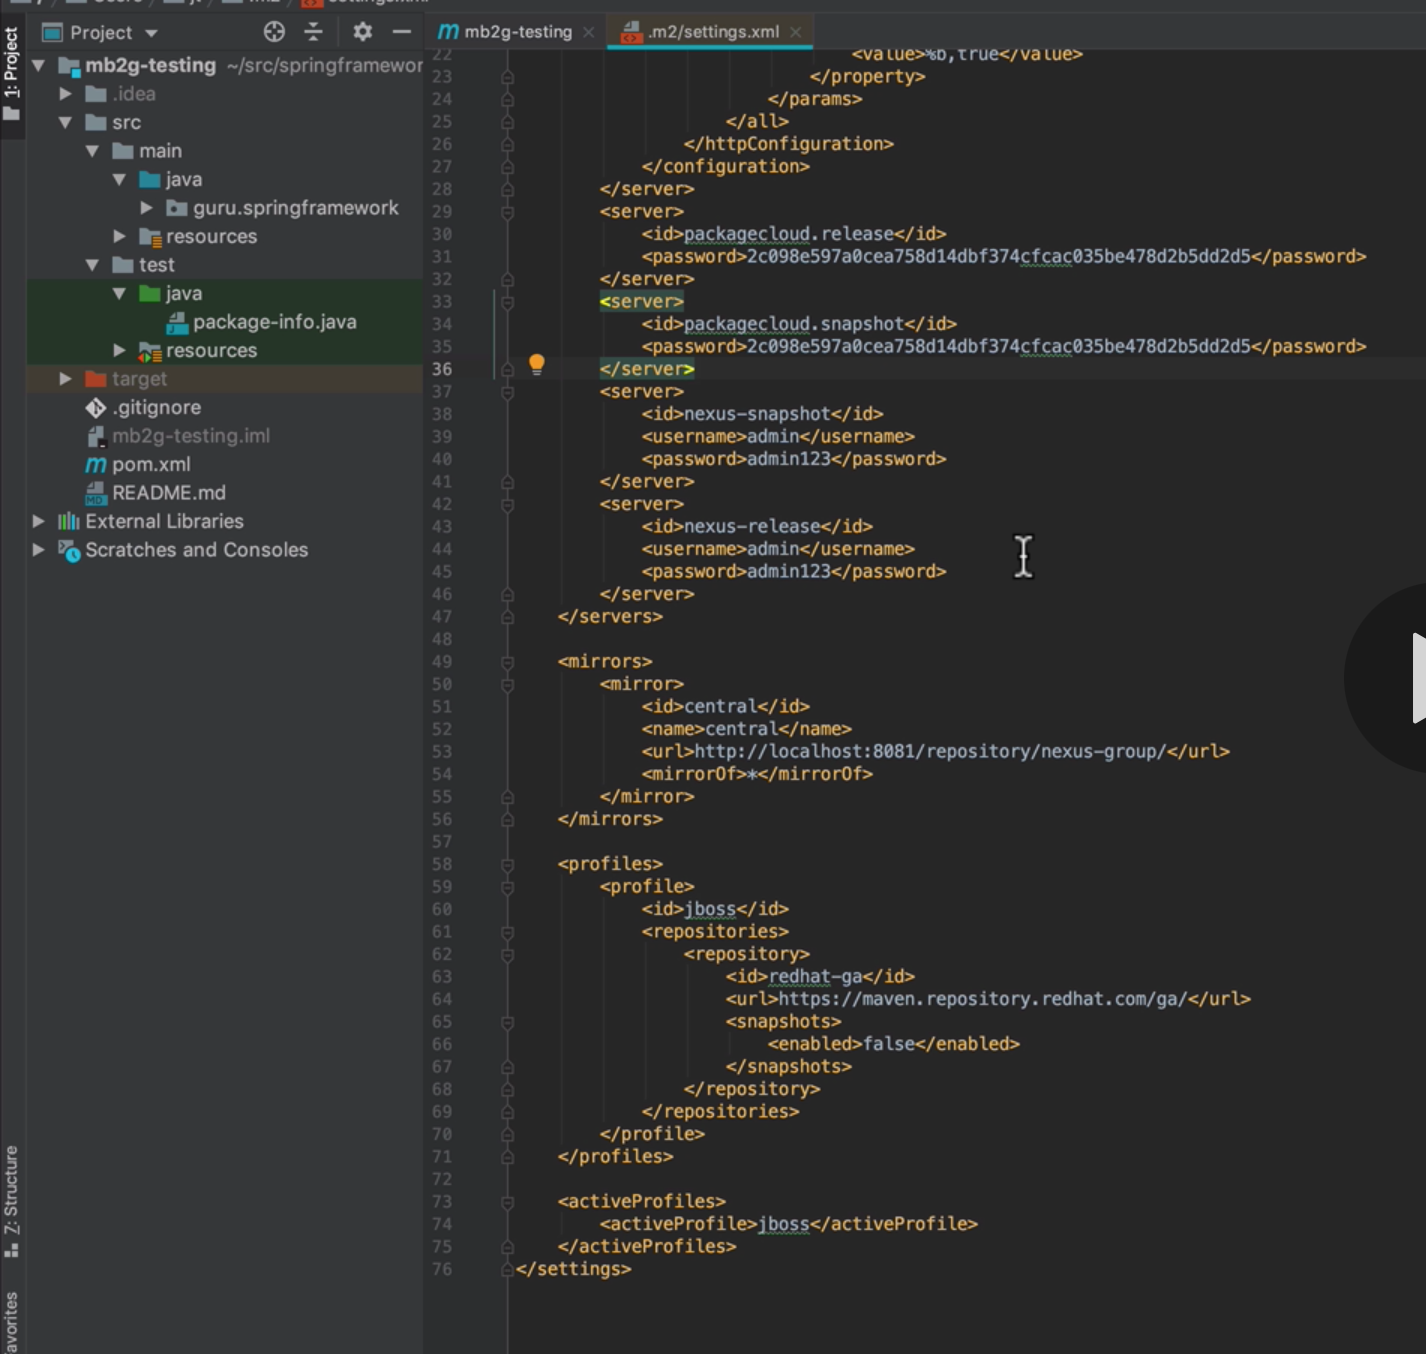 1: Project
Project
mb2g-testing ~/src/springframewor
.idea
src
main
java
guru.springframework
resources
test
java
package-info.java
resources
target
.gitignore
mb2g-testing.iml
pom.xml
README.md
External Libraries
Scratches and Consoles
Z: Structure
mb2g-testing
.m2/settings.xml
22 <value>%b,true</value>
23 </property>
24 </params>
25 </all>
26 </httpConfiguration>
27 </configuration>
28 </server>
29 <server>
30 <id>packagecloud.release</id>
31 <password>2c098e597a0cea758d14dbf374cfcac035be478d2b5dd2d5</password>
32 </server>
33 <server>
34 <id>packagecloud.snapshot</id>
35 <password>2c098e597a0cea758d14dbf374cfcac035be478d2b5dd2d5</password>
36 </server>
37 <server>
38 <id>nexus-snapshot</id>
39 <username>admin</username>
40 <password>admin123</password>
41 </server>
42 <server>
43 <id>nexus-release</id>
44 <username>admin</username>
45 <password>admin123</password>
46 </server>
47 </servers>
48
49 <mirrors>
50 <mirror>
51 <id>central</id>
52 <name>central</name>
53 <url>http://localhost:8081/repository/nexus-group/</url>
54 <mirrorOf>*</mirrorOf>
55 </mirror>
56 </mirrors>
57
58 <profiles>
59 <profile>
60 <id>jboss</id>
61 <repositories>
62 <repository>
63 <id>redhat-ga</id>
64 <url>https://maven.repository.redhat.com/ga/</url>
65 <snapshots>
66 <enabled>false</enabled>
67 </snapshots>
68 </repository>
69 </repositories>
70 </profile>
71 </profiles>
72
73 <activeProfiles>
74 <activeProfile>jboss</activeProfile>
75 </activeProfiles>
76 </settings>